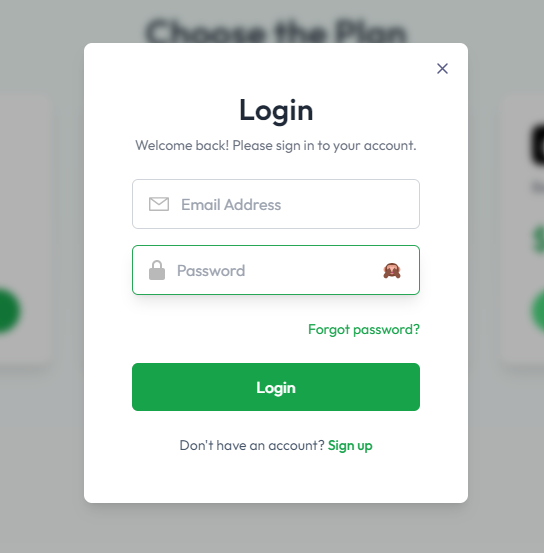 Choose the Plan
Login
Welcome back! Please sign in to your account.
Email Address
Password
Forgot password?
Login
Don't have an account? Sign up